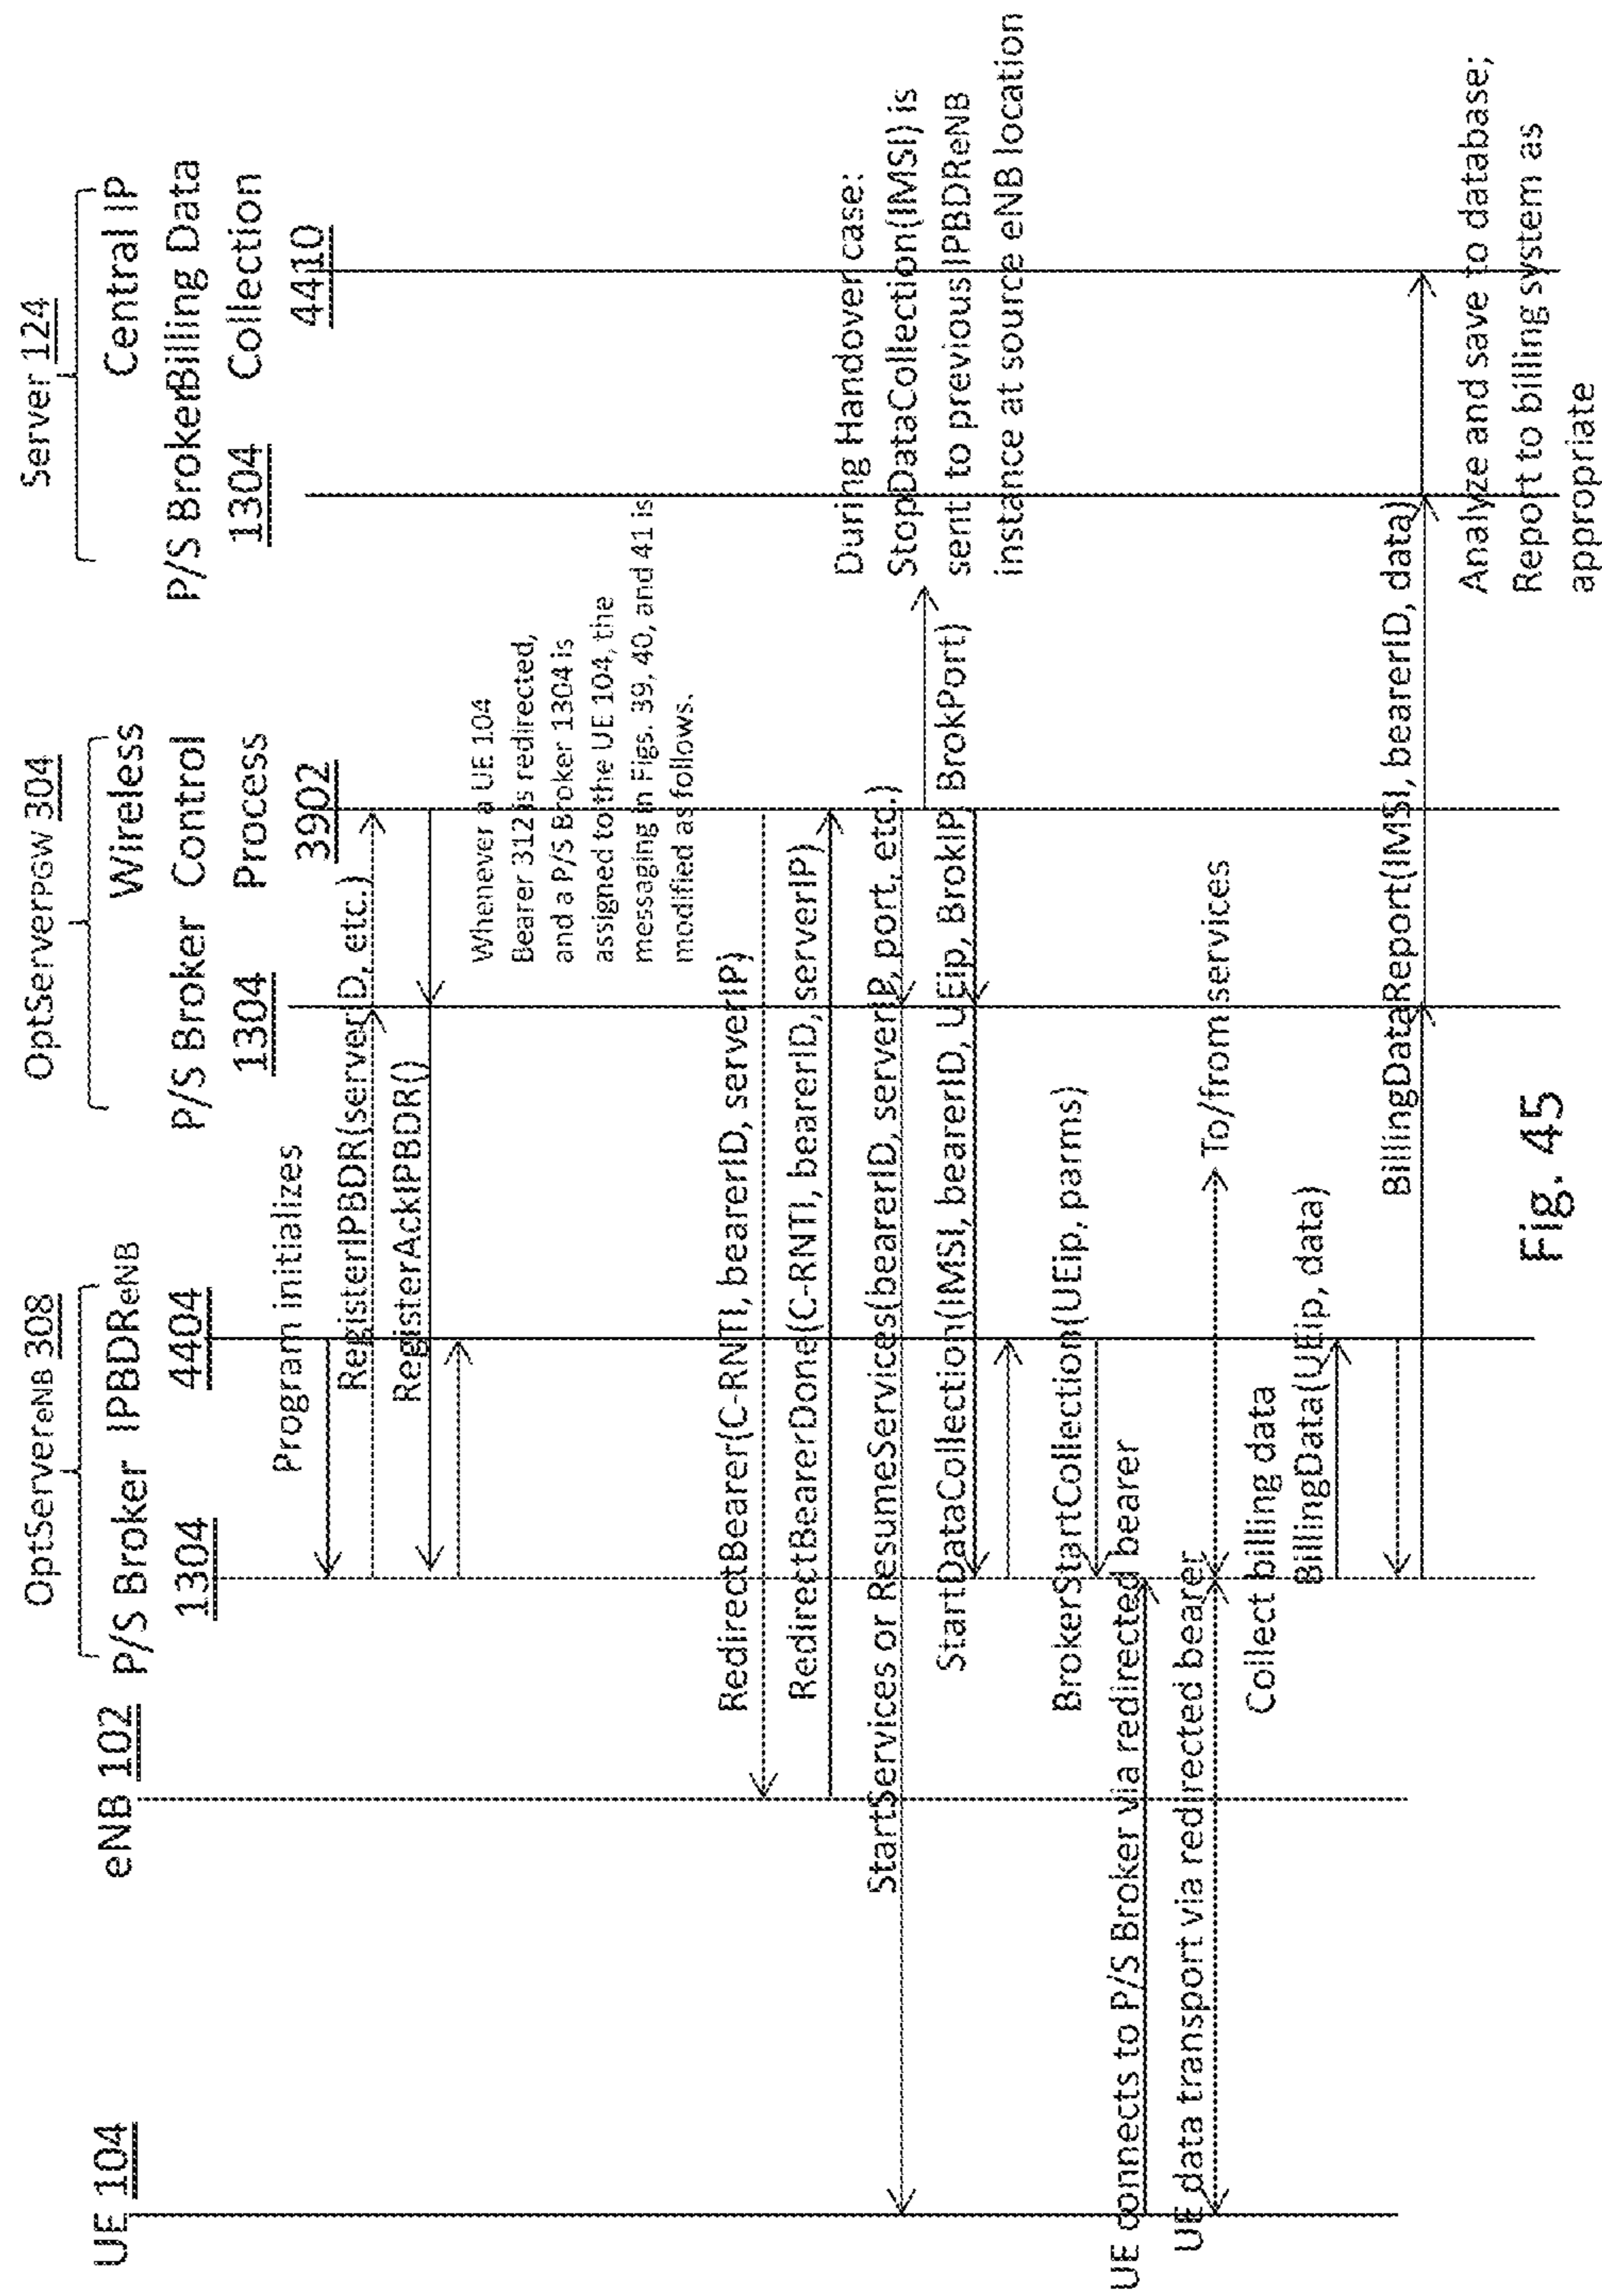 UE 104
eNB 102
OptServereNB 308
P/S Broker IPBDReNB
1304 4404
OptServerPGW 304
Wireless
P/S Broker Control
1304 Process
3902
Server 124
Central IP
P/S BrokerBilling Data
1304 Collection
4410
Program initializes
RegisterIPBDR(serverID, etc.)
RegisterAckIPBDR()
Whenever a UE 104
Bearer 312 is redirected,
and a P/S Broker 1304 is
assigned to the UE 104, the
messaging in Figs. 39, 40, and 41 is
modified as follows.
RedirectBearer(C-RNTI, bearerID, serverIP)
RedirectBearerDone(C-RNTI, bearerID, serverIP)
StartServices or ResumeServices(bearerID, serverIP, port, etc.)
During Handover case:
StopDataCollection(IMSI) is
sent to previous IPBDReNB
instance at source eNB location
StartDataCollection(IMSI, bearerID, UEip, BrokIP, BrokPort)
BrokerStartCollection(UEip, parms)
UE connects to P/S Broker via redirected bearer
UE data transport via redirected bearer
To/from services
Collect billing data
BillingData(UEip, data)
BillingDataReport(IMSI, bearerID, data)
Analyze and save to database;
Report to billing system as
appropriate
Fig. 45